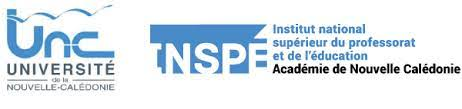 unc
UNIVERSITÉ
de la
NOUVELLE-CALÉDONIE
INSPÉ
Institut national
supérieur du professorat
et de l'éducation
Académie de Nouvelle Calédonie